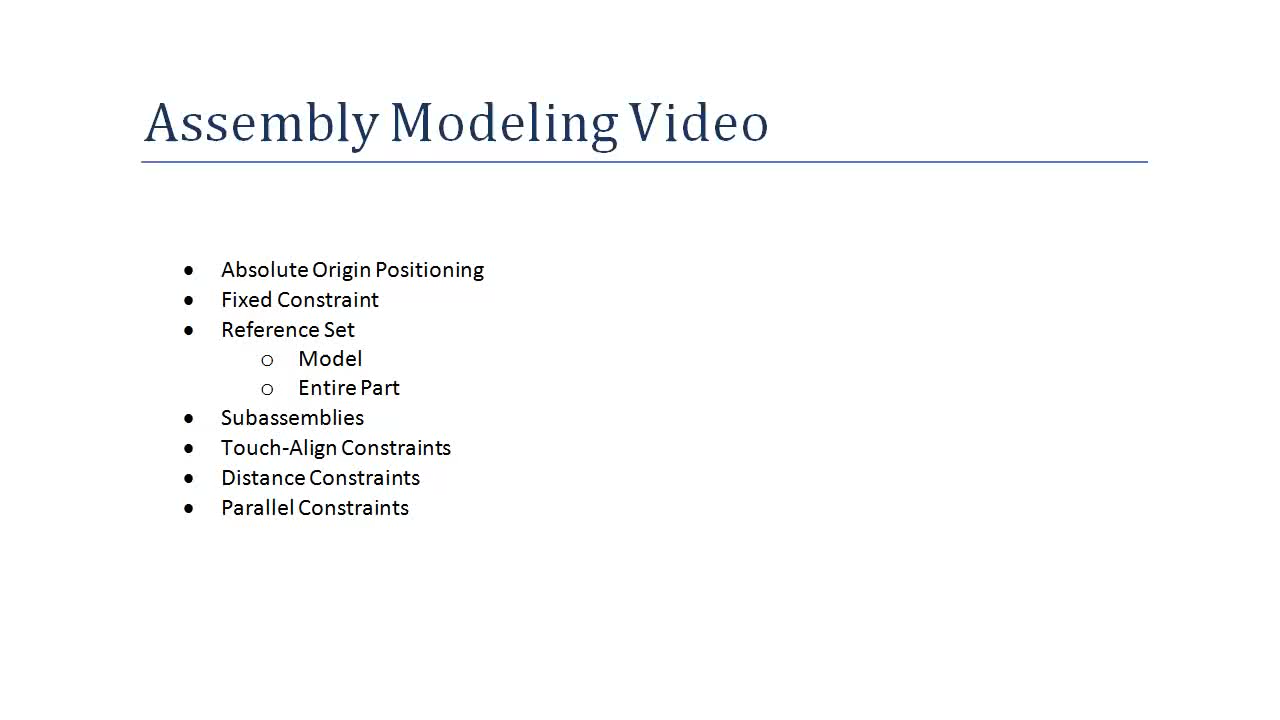 Assembly Modeling Video
• Absolute Origin Positioning
• Fixed Constraint
• Reference Set
o Model
o Entire Part
• Subassemblies
• Touch-Align Constraints
• Distance Constraints
• Parallel Constraints